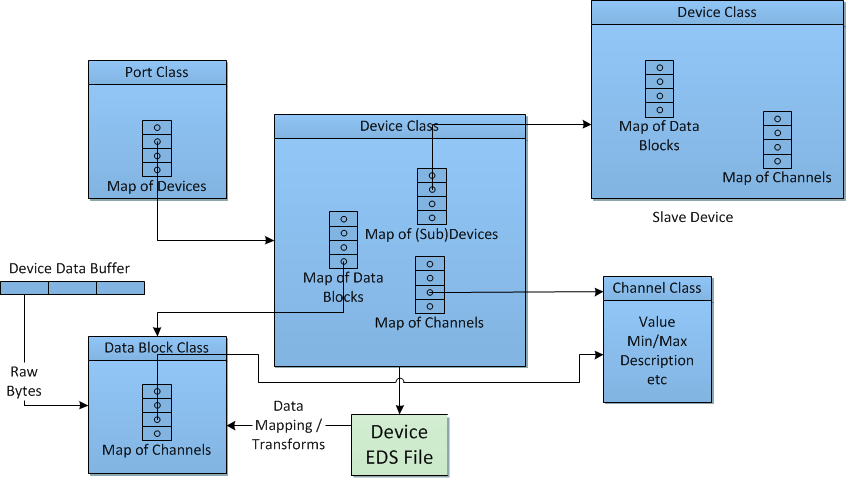 Device Class
Map of Data
Blocks
Map of Channels
Slave Device
Port Class
Map of Devices
Device Class
Map of (Sub)Devices
Map of Data
Blocks
Map of Channels
Device Data Buffer
Raw
Bytes
Data Block Class
Map of Channels
Data
Mapping /
Transforms
Device
EDS File
Channel Class
Value
Min/Max
Description
etc